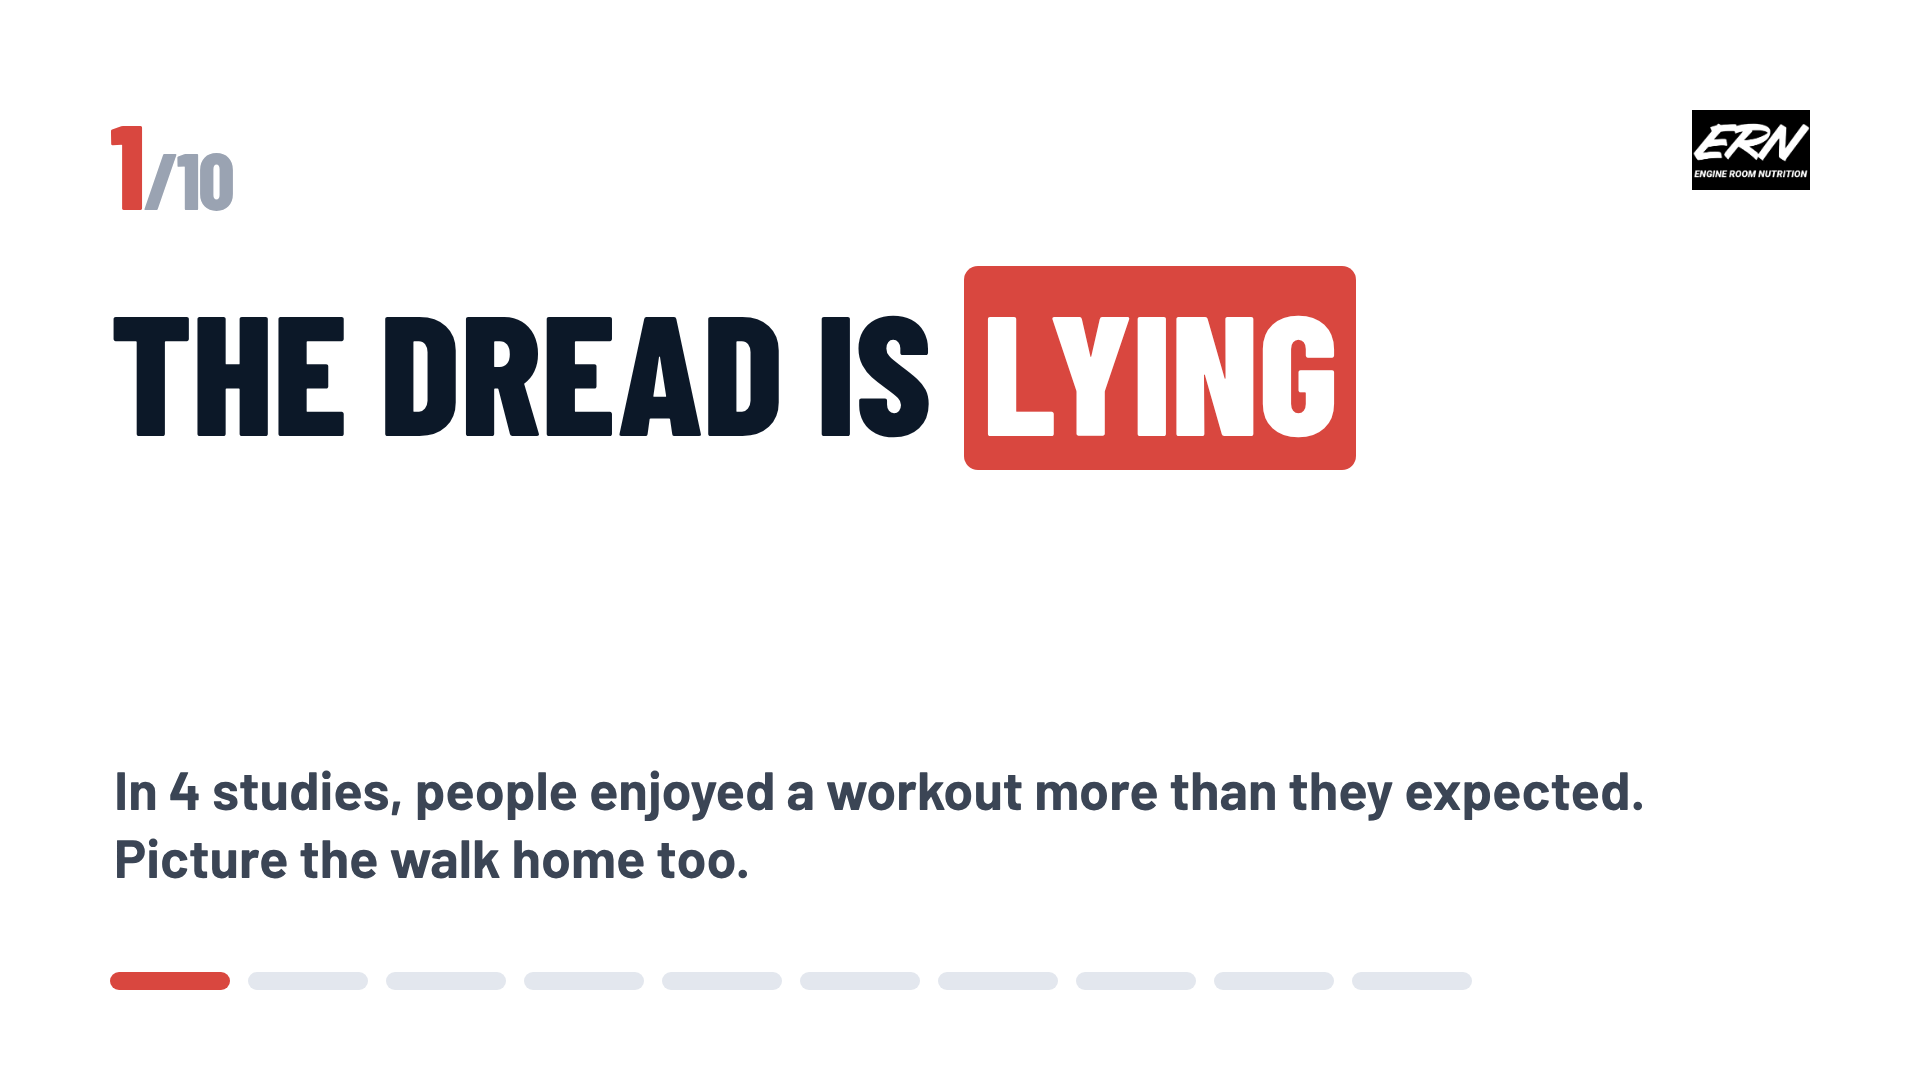 1/10
ERN
ENGINE ROOM NUTRITION
THE DREAD IS LYING
In 4 studies, people enjoyed a workout more than they expected.
Picture the walk home too.